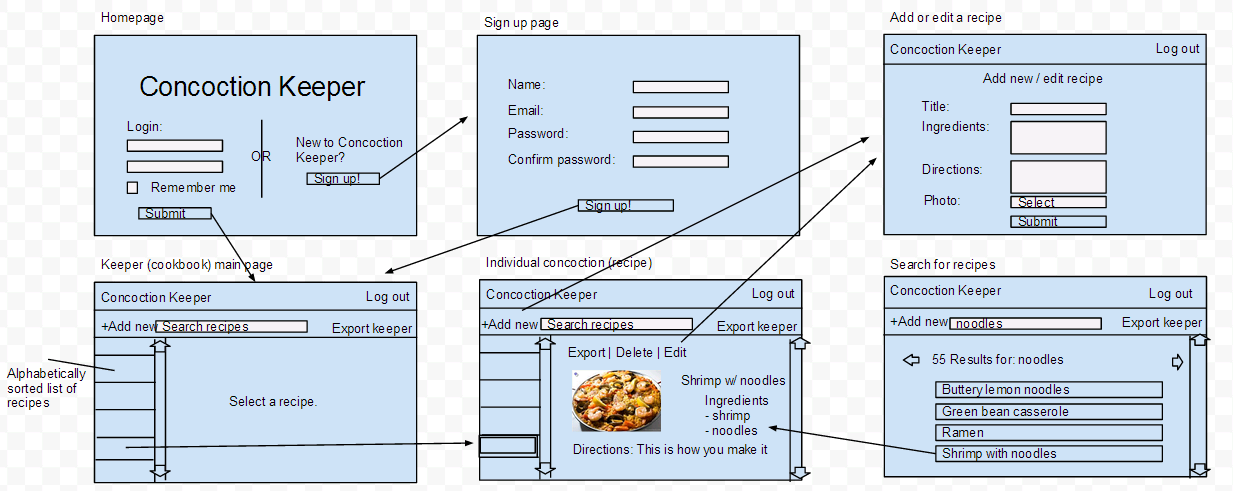 Homepage
Concoction Keeper
Login:
OR
New to Concoction
Keeper?
Remember me
Sign up!
Submit
Sign up page
Name:
Email:
Password:
Confirm password:
Sign up!
Add or edit a recipe
Concoction Keeper
Log out
Add new / edit recipe
Title:
Ingredients:
Directions:
Photo:
Select
Submit
Keeper (cookbook) main page
Concoction Keeper
Log out
+Add new
Search recipes
Export keeper
Alphabetically
sorted list of
recipes
Select a recipe.
Individual concoction (recipe)
Concoction Keeper
Log out
+Add new
Search recipes
Export keeper
Export | Delete | Edit
Shrimp w/ noodles
Ingredients
- shrimp
- noodles
Directions: This is how you make it
Search for recipes
Concoction Keeper
Log out
+Add new
noodles
Export keeper
55 Results for: noodles
Buttery lemon noodles
Green bean casserole
Ramen
Shrimp with noodles